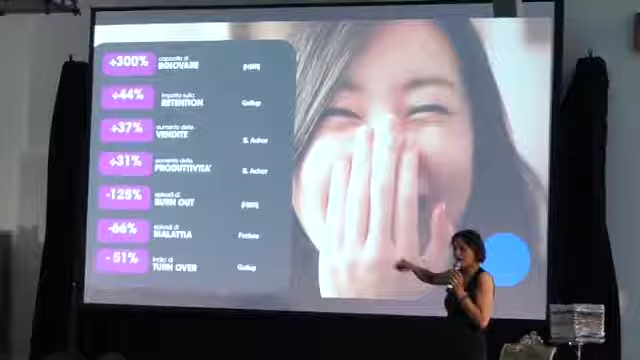 +300% capacità di
INNOVARE (HBR)
+44% impatto sulla
RETENTION Gallup
+37% aumento delle
VENDITE S. Achor
+31% aumento della
PRODUTTIVITA' S. Achor
-125% episodi di
BURN OUT (HBR)
-66% episodi di
MALATTIA Forbes
-51% indici di
TURN OVER Gallup